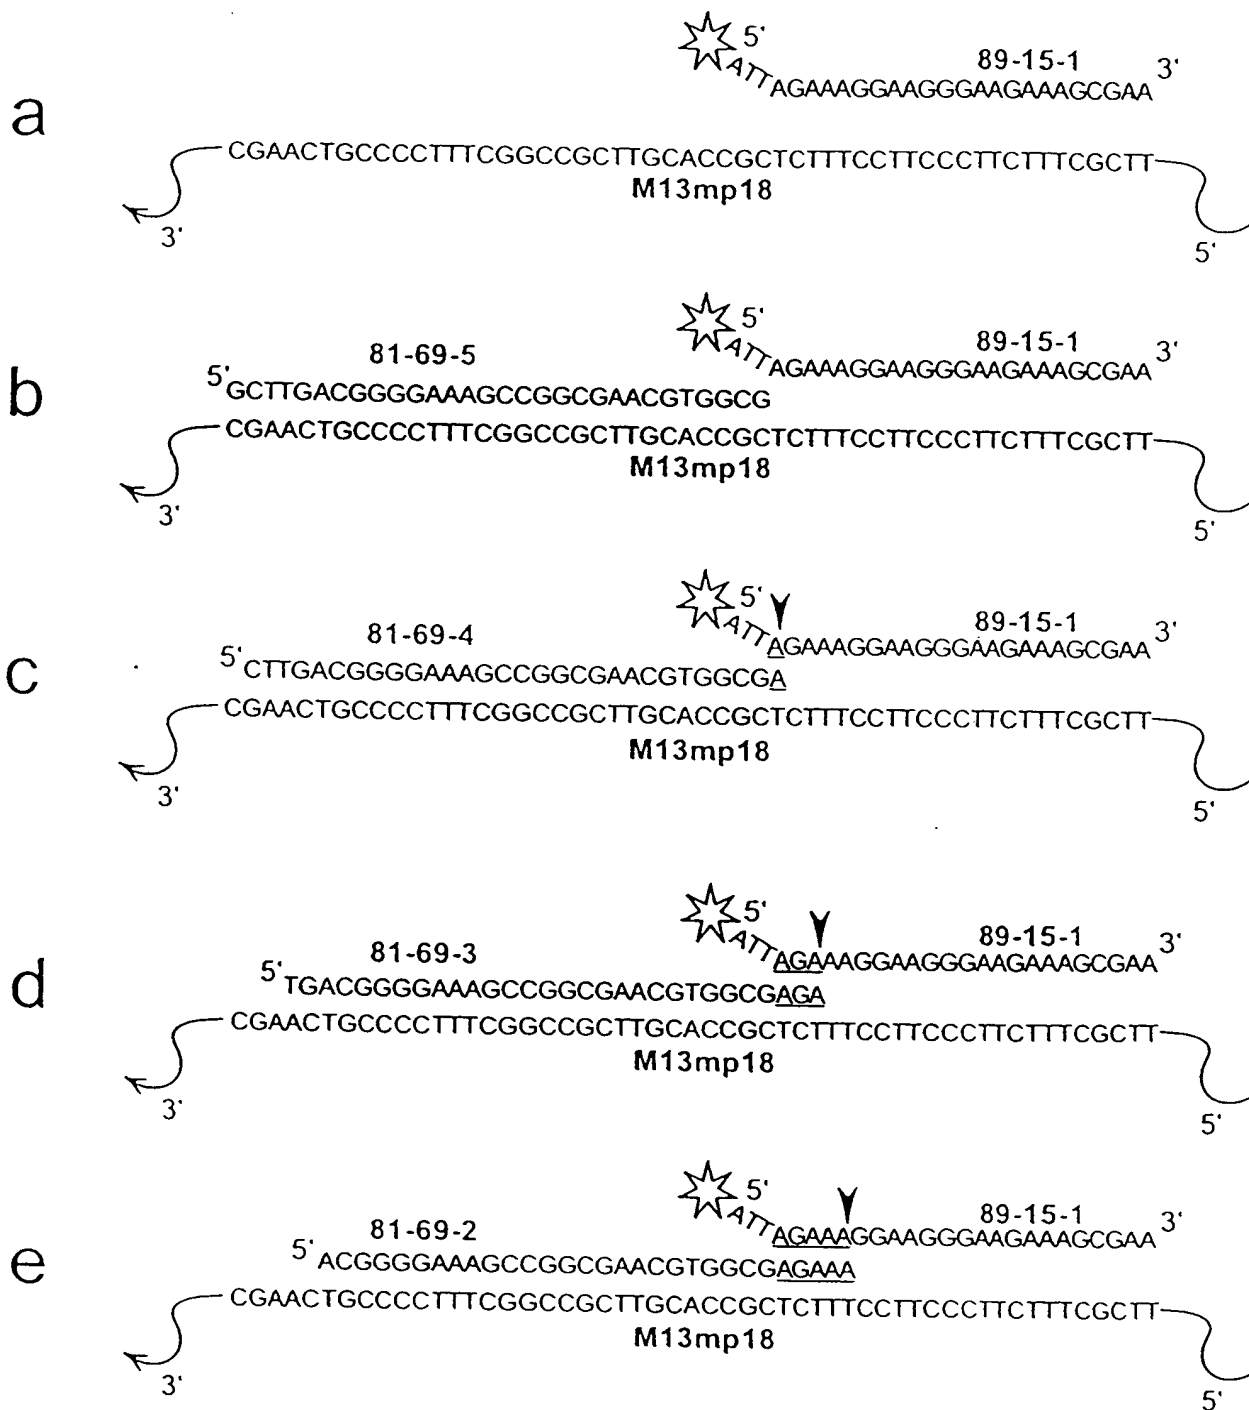 a
5'
89-15-1
3'
ATTAGAAAGGAAGGGAAGAAAGCGAA
CGAACTGCCCCTTTCGGCCGCTTGCACCGCTCTTTCCTTCCCTTCTTTCGCTT
M13mp18
3'
5'
b
5'
89-15-1
3'
ATTAGAAAGGAAGGGAAGAAAGCGAA
81-69-5
5'
GCTTGACGGGGAAAGCCGGCGAACGTGGCG
CGAACTGCCCCTTTCGGCCGCTTGCACCGCTCTTTCCTTCCCTTCTTTCGCTT
M13mp18
3'
5'
c
5'
89-15-1
3'
ATTAGAAAGGAAGGGAAGAAAGCGAA
81-69-4
5'
CTTGACGGGGAAAGCCGGCGAACGTGGCGA
CGAACTGCCCCTTTCGGCCGCTTGCACCGCTCTTTCCTTCCCTTCTTTCGCTT
M13mp18
3'
5'
d
5'
89-15-1
3'
ATTAGAAAGGAAGGGAAGAAAGCGAA
81-69-3
5'
TGACGGGGAAAGCCGGCGAACGTGGCGAGA
CGAACTGCCCCTTTCGGCCGCTTGCACCGCTCTTTCCTTCCCTTCTTTCGCTT
M13mp18
3'
5'
e
5'
89-15-1
3'
ATTAGAAAGGAAGGGAAGAAAGCGAA
81-69-2
5'
ACGGGGAAAGCCGGCGAACGTGGCGAGAAA
CGAACTGCCCCTTTCGGCCGCTTGCACCGCTCTTTCCTTCCCTTCTTTCGCTT
M13mp18
3'
5'